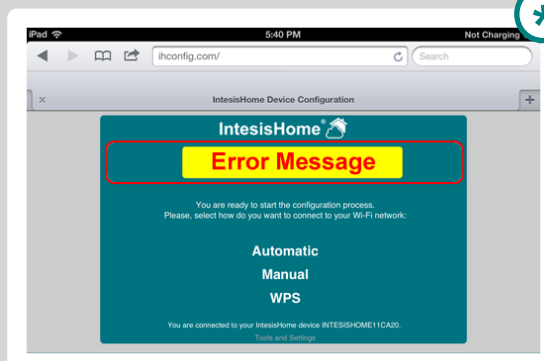 iPad 5:40 PM Not Charging
ihconfig.com/ Search
IntesisHome Device Configuration
IntesisHome
Error Message
You are ready to start the configuration process.
Please, select how do you want to connect to your Wi-Fi network:
Automatic
Manual
WPS
You are connected to your IntesisHome device INTESISHOME11CA20.
Tools and Settings